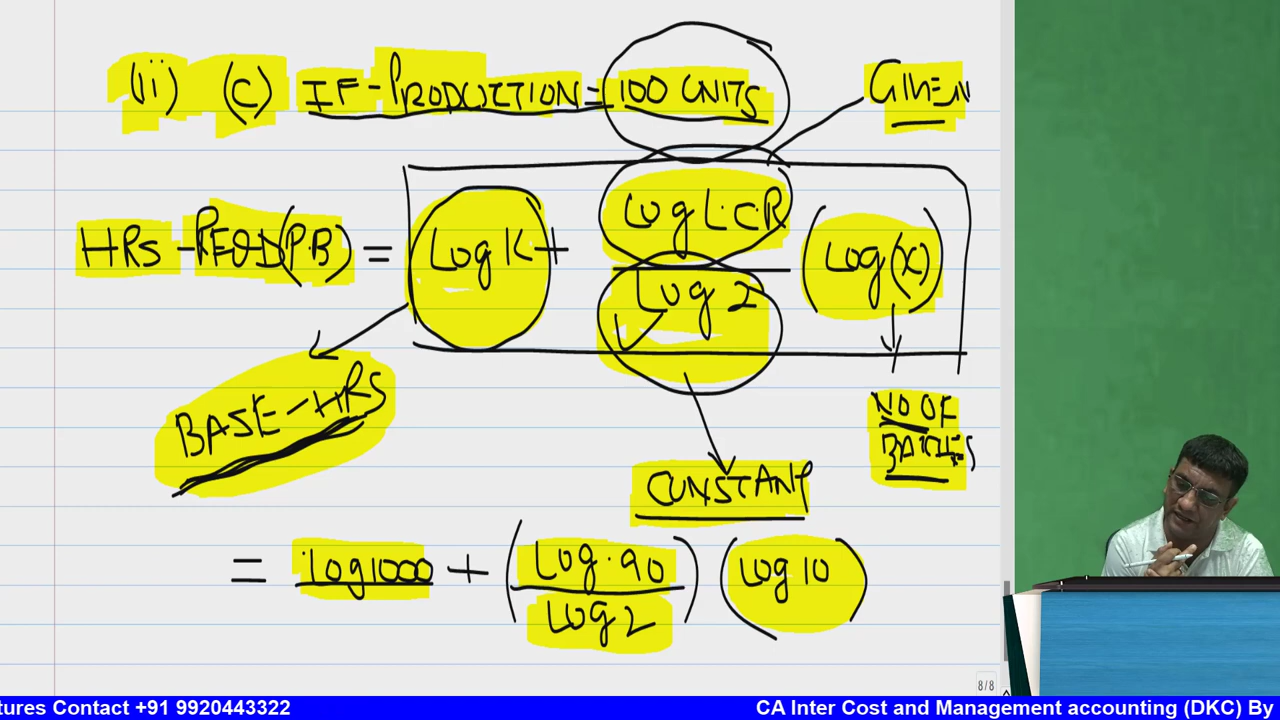 (ii) (C) IF-PRODUCTION = 100 UNITS GIVEN
HRS-REQD(P.B) = Log K + Log L.C.R / Log 2 (Log(x))
BASE-HRS
NO OF
BATCHES
CONSTANT
= Log1000 + (Log.90 / Log 2) (Log 10)
8/8
tures Contact +91 9920443322 CA Inter Cost and Management accounting (DKC) By